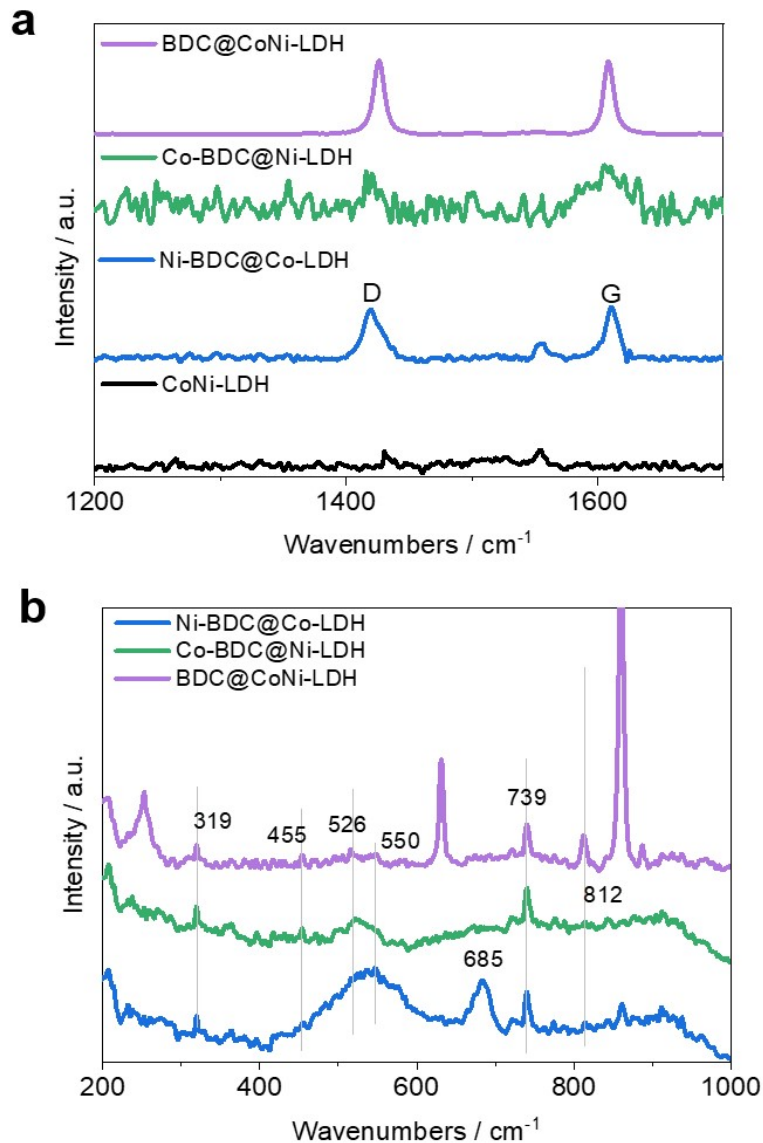 a
BDC@CoNi-LDH
Co-BDC@Ni-LDH
Ni-BDC@Co-LDH
D
G
CoNi-LDH
Intensity / a.u.
1200
1400
1600
Wavenumbers / cm⁻¹
b
Ni-BDC@Co-LDH
Co-BDC@Ni-LDH
BDC@CoNi-LDH
319
455
526
550
739
812
685
Intensity / a.u.
200
400
600
800
1000
Wavenumbers / cm⁻¹